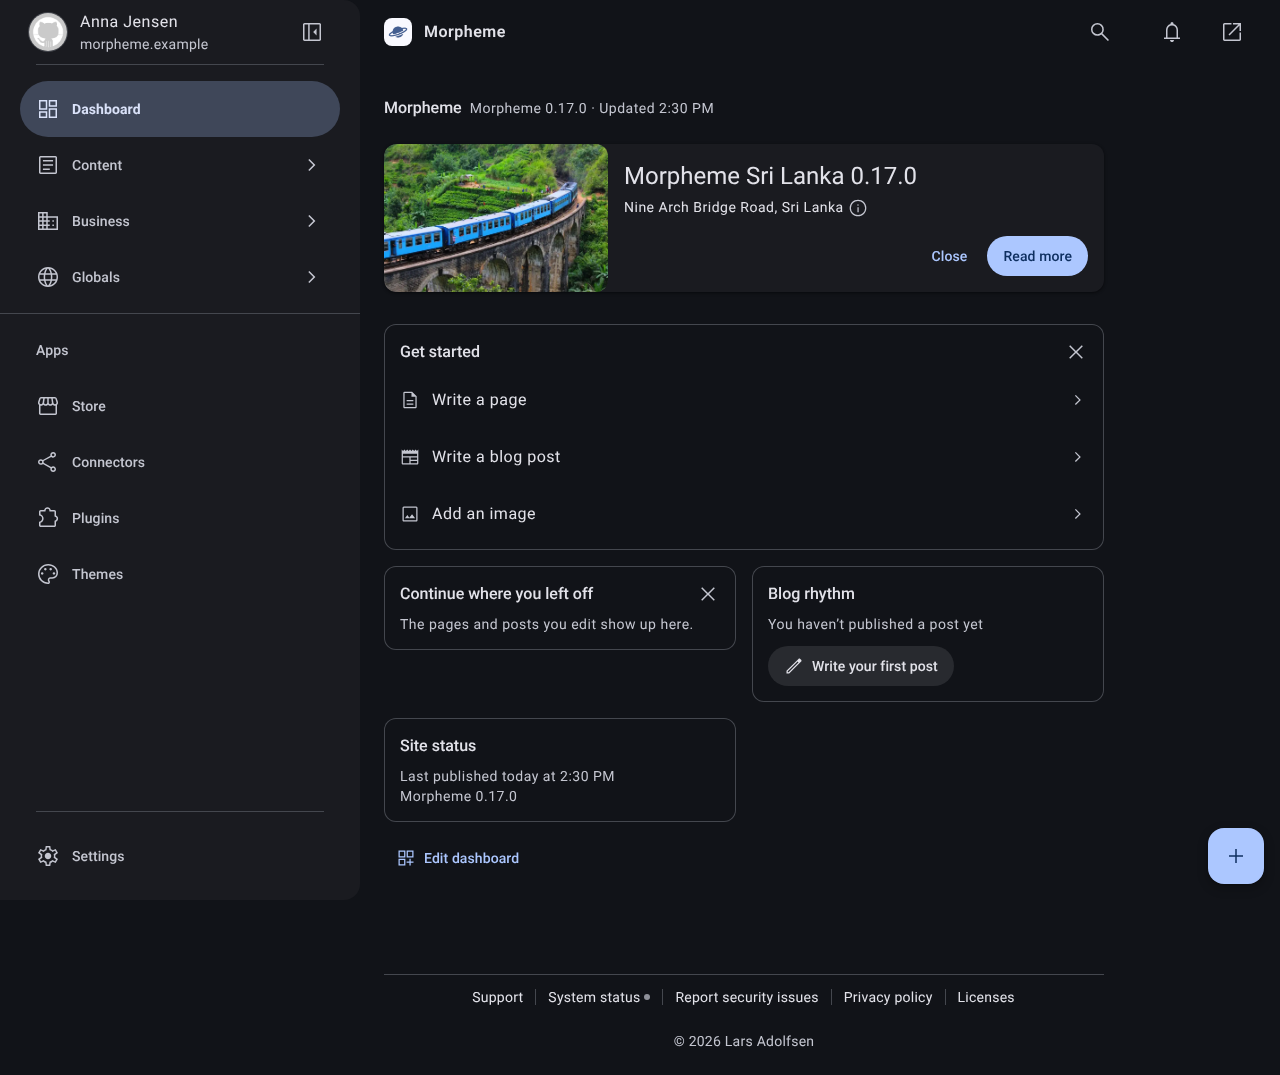 Anna Jensen
morpheme.example
Dashboard
Content
Business
Globals
Apps
Store
Connectors
Plugins
Themes
Settings
Morpheme
Morpheme Morpheme 0.17.0 · Updated 2:30 PM
Morpheme Sri Lanka 0.17.0
Nine Arch Bridge Road, Sri Lanka
Close Read more
Get started
Write a page
Write a blog post
Add an image
Continue where you left off
The pages and posts you edit show up here.
Blog rhythm
You haven’t published a post yet
Write your first post
Site status
Last published today at 2:30 PM
Morpheme 0.17.0
Edit dashboard
Support System status Report security issues Privacy policy Licenses
© 2026 Lars Adolfsen